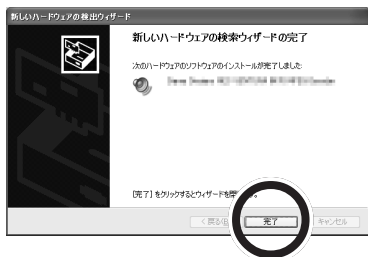 新しいハードウェアの検出ウィザード
新しいハードウェアの検索ウィザードの完了
次のハードウェアのソフトウェアのインストールが完了しました:
[完了] をクリックするとウィザードを閉
< 戻る(B)
完了
キャンセル